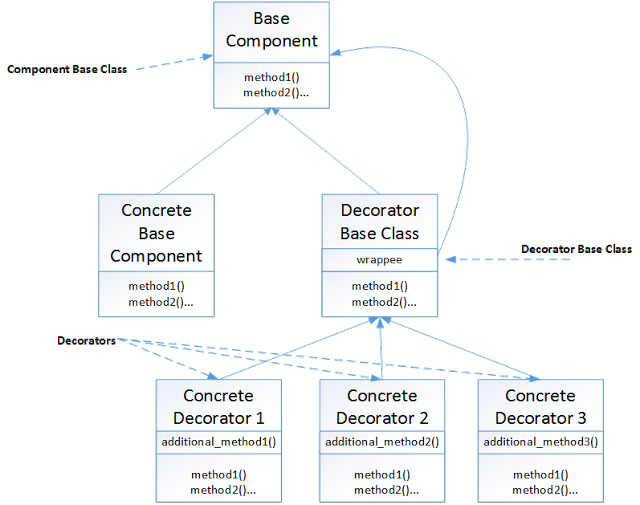 Base
Component
Component Base Class
method1()
method2()...
Concrete
Base
Component
method1()
method2()...
Decorator
Base Class
wrappee
method1()
method2()...
Decorator Base Class
Decorators
Concrete
Decorator 1
additional_method1()
method1()
method2()...
Concrete
Decorator 2
additional_method2()
method1()
method2()...
Concrete
Decorator 3
additional_method3()
method1()
method2()...